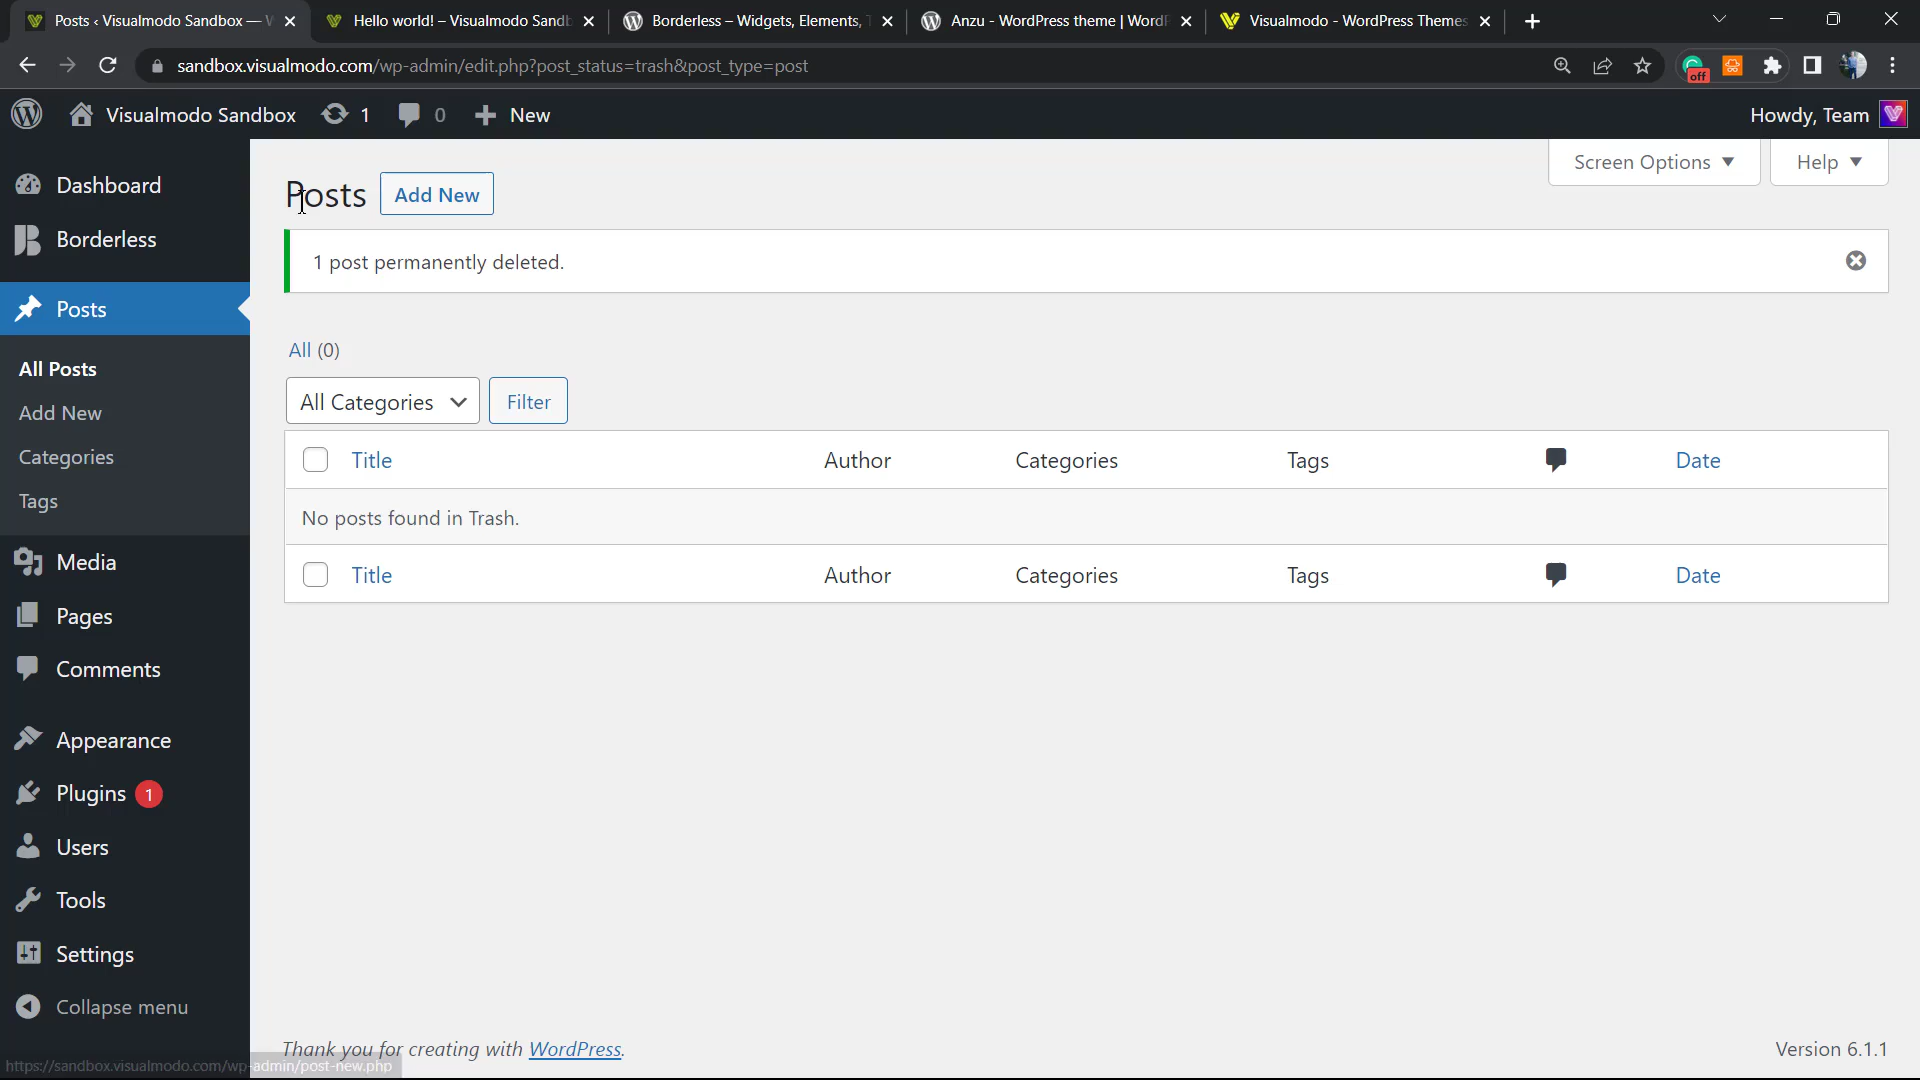 Posts ‹ Visualmodo Sandbox —
Hello world! – Visualmodo Sandb
Borderless – Widgets, Elements,
Anzu - WordPress theme | Word
Visualmodo - WordPress Themes
sandbox.visualmodo.com/wp-admin/edit.php?post_status=trash&post_type=post
off
Visualmodo Sandbox
1
0
New
Howdy, Team
Dashboard
Borderless
Posts
All Posts
Add New
Categories
Tags
Media
Pages
Comments
Appearance
Plugins 1
Users
Tools
Settings
Collapse menu
Screen Options
Help
Posts
Add New
1 post permanently deleted.
All (0)
All Categories
Filter
Title Author Categories Tags Date
No posts found in Trash.
Title Author Categories Tags Date
Thank you for creating with WordPress.
Version 6.1.1
https://sandbox.visualmodo.com/wp-admin/post-new.php